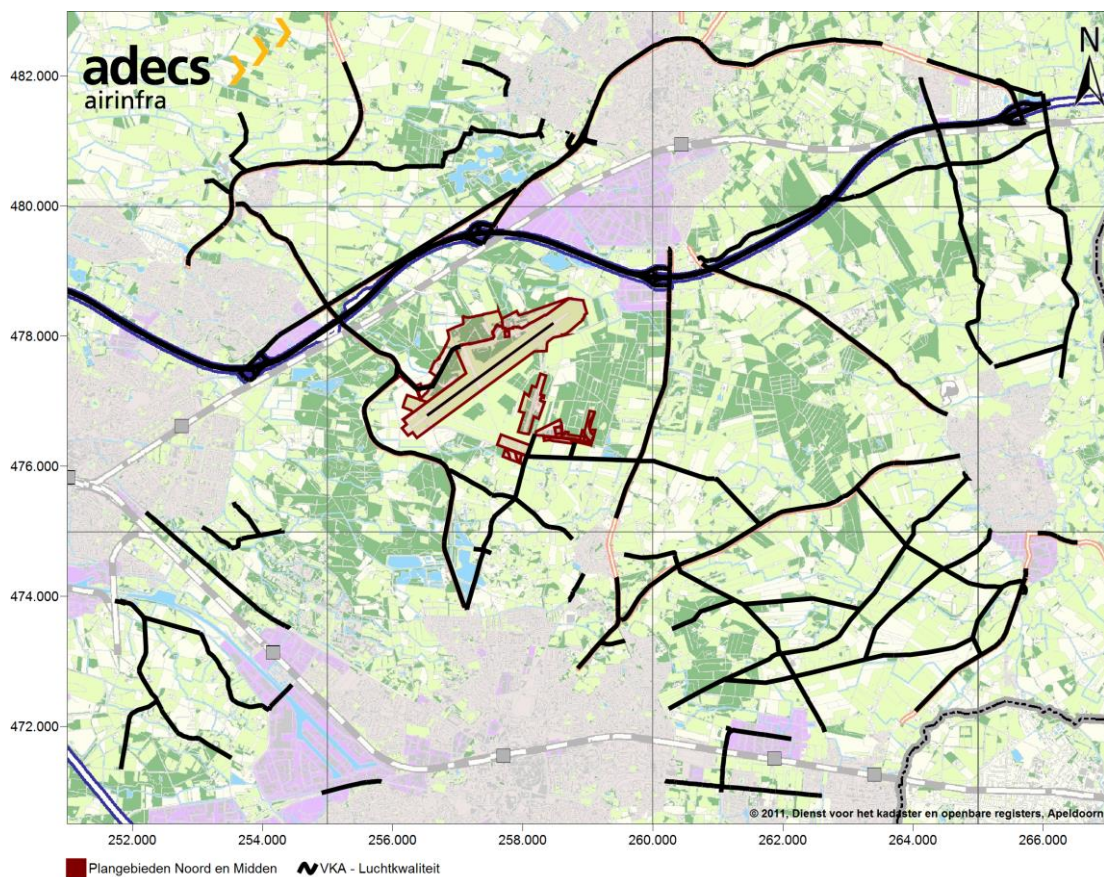 adecs
airinfra
N
482.000
480.000
478.000
476.000
474.000
472.000
© 2011, Dienst voor het kadaster en openbare registers, Apeldoorn
252.000 254.000 256.000 258.000 260.000 262.000 264.000 266.000
Plangebieden Noord en Midden VKA - Luchtkwaliteit